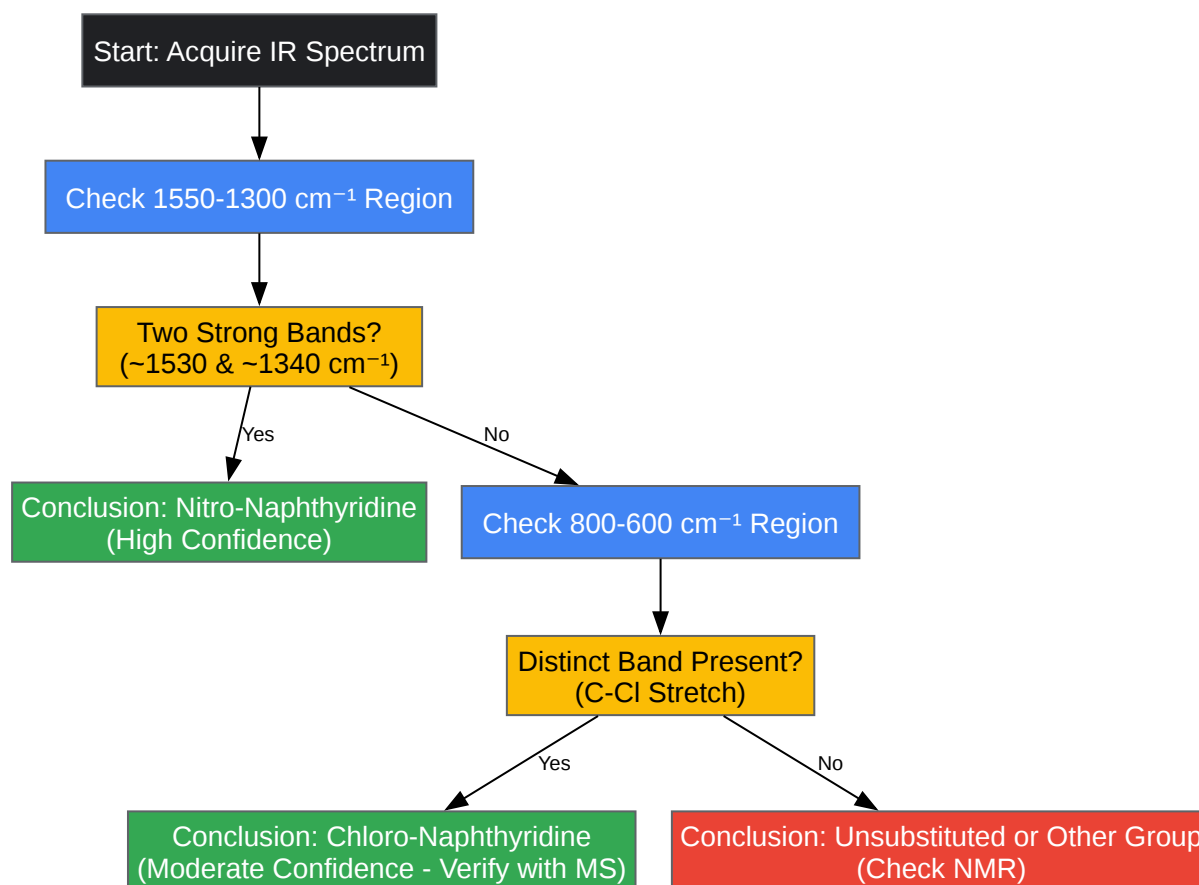 Start: Acquire IR Spectrum
Check 1550-1300 cm⁻¹ Region
Two Strong Bands?
(~1530 & ~1340 cm⁻¹)
Yes
No
Conclusion: Nitro-Naphthyridine
(High Confidence)
Check 800-600 cm⁻¹ Region
Distinct Band Present?
(C-Cl Stretch)
Yes
No
Conclusion: Chloro-Naphthyridine
(Moderate Confidence - Verify with MS)
Conclusion: Unsubstituted or Other Group
(Check NMR)